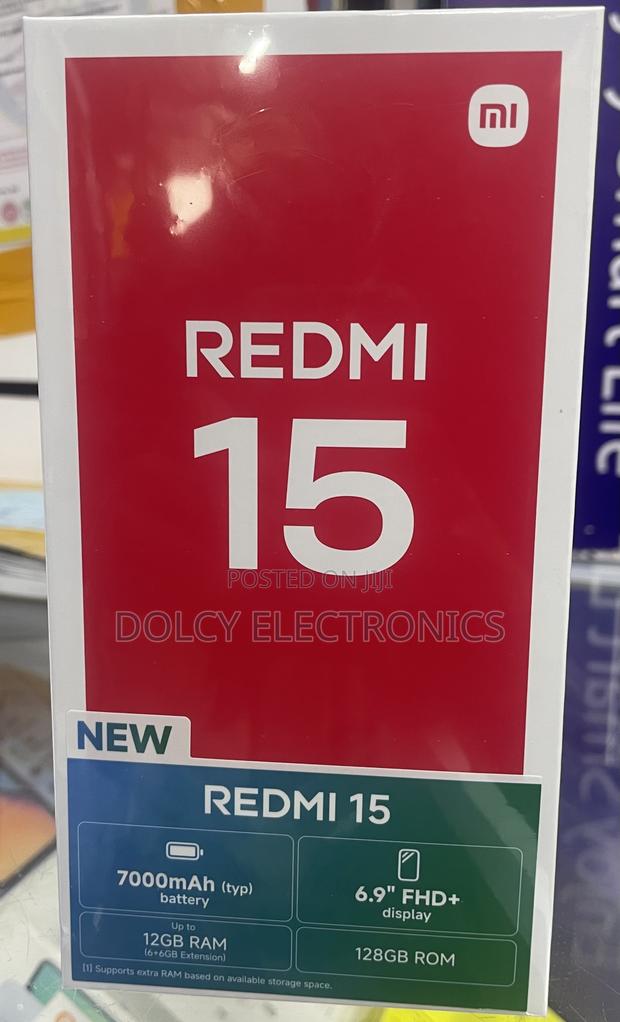 mi
REDMI
15
POSTED ON JIJI
DOLCY ELECTRONICS
NEW
REDMI 15
7000mAh (typ)
battery
6.9" FHD+
display
Up to
12GB RAM
(6+6GB Extension)
128GB ROM
[1] Supports extra RAM based on available storage space.